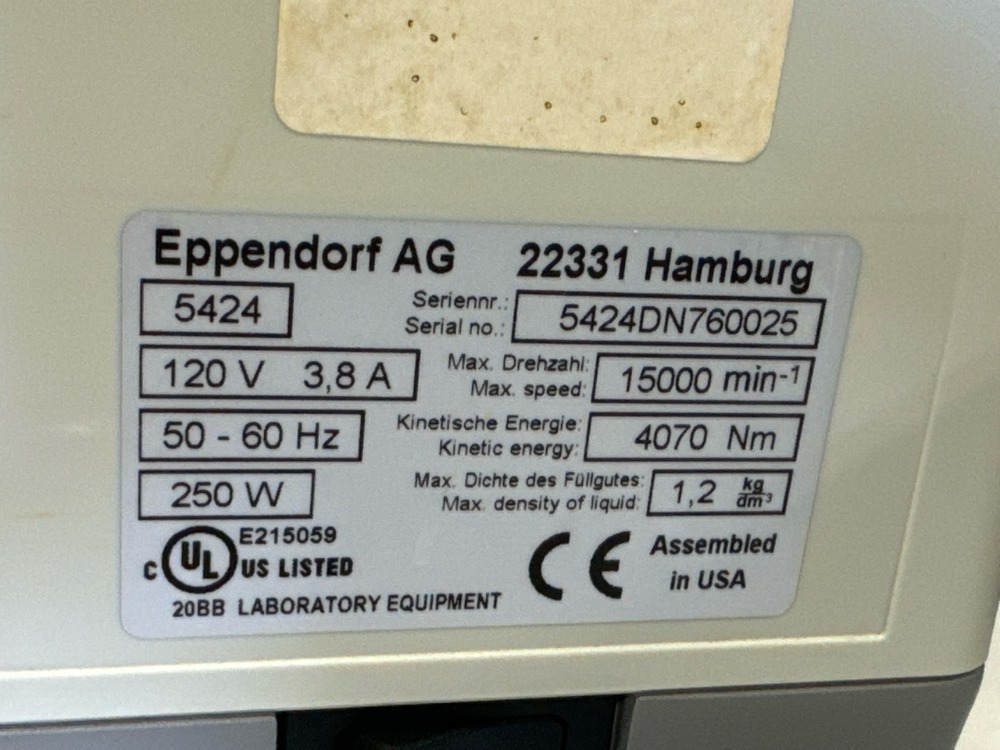 Eppendorf AG 22331 Hamburg
5424
Seriennr.:
Serial no.:
5424DN760025
120 V 3,8 A
Max. Drehzahl:
Max. speed:
15000 min-1
50 - 60 Hz
Kinetische Energie:
Kinetic energy:
4070 Nm
250 W
Max. Dichte des Füllgutes:
Max. density of liquid:
1,2 kg/dm³
E215059
c UL US LISTED
20BB LABORATORY EQUIPMENT
CE
Assembled
in USA